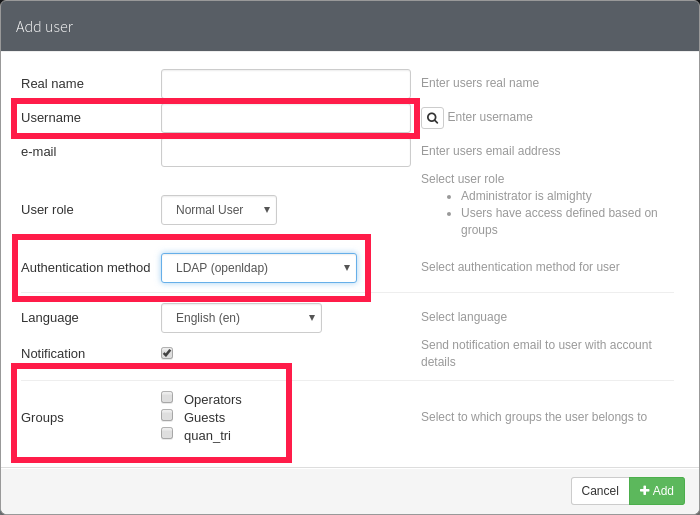 Add user
Real name
Enter users real name
Username
Enter username
e-mail
Enter users email address
User role
Normal User
Select user role
Administrator is almighty
Users have access defined based on
groups
Authentication method
LDAP (openldap)
Select authentication method for user
Language
English (en)
Select language
Notification
Send notification email to user with account
details
Groups
Operators
Guests
quan_tri
Select to which groups the user belongs to
Cancel
Add